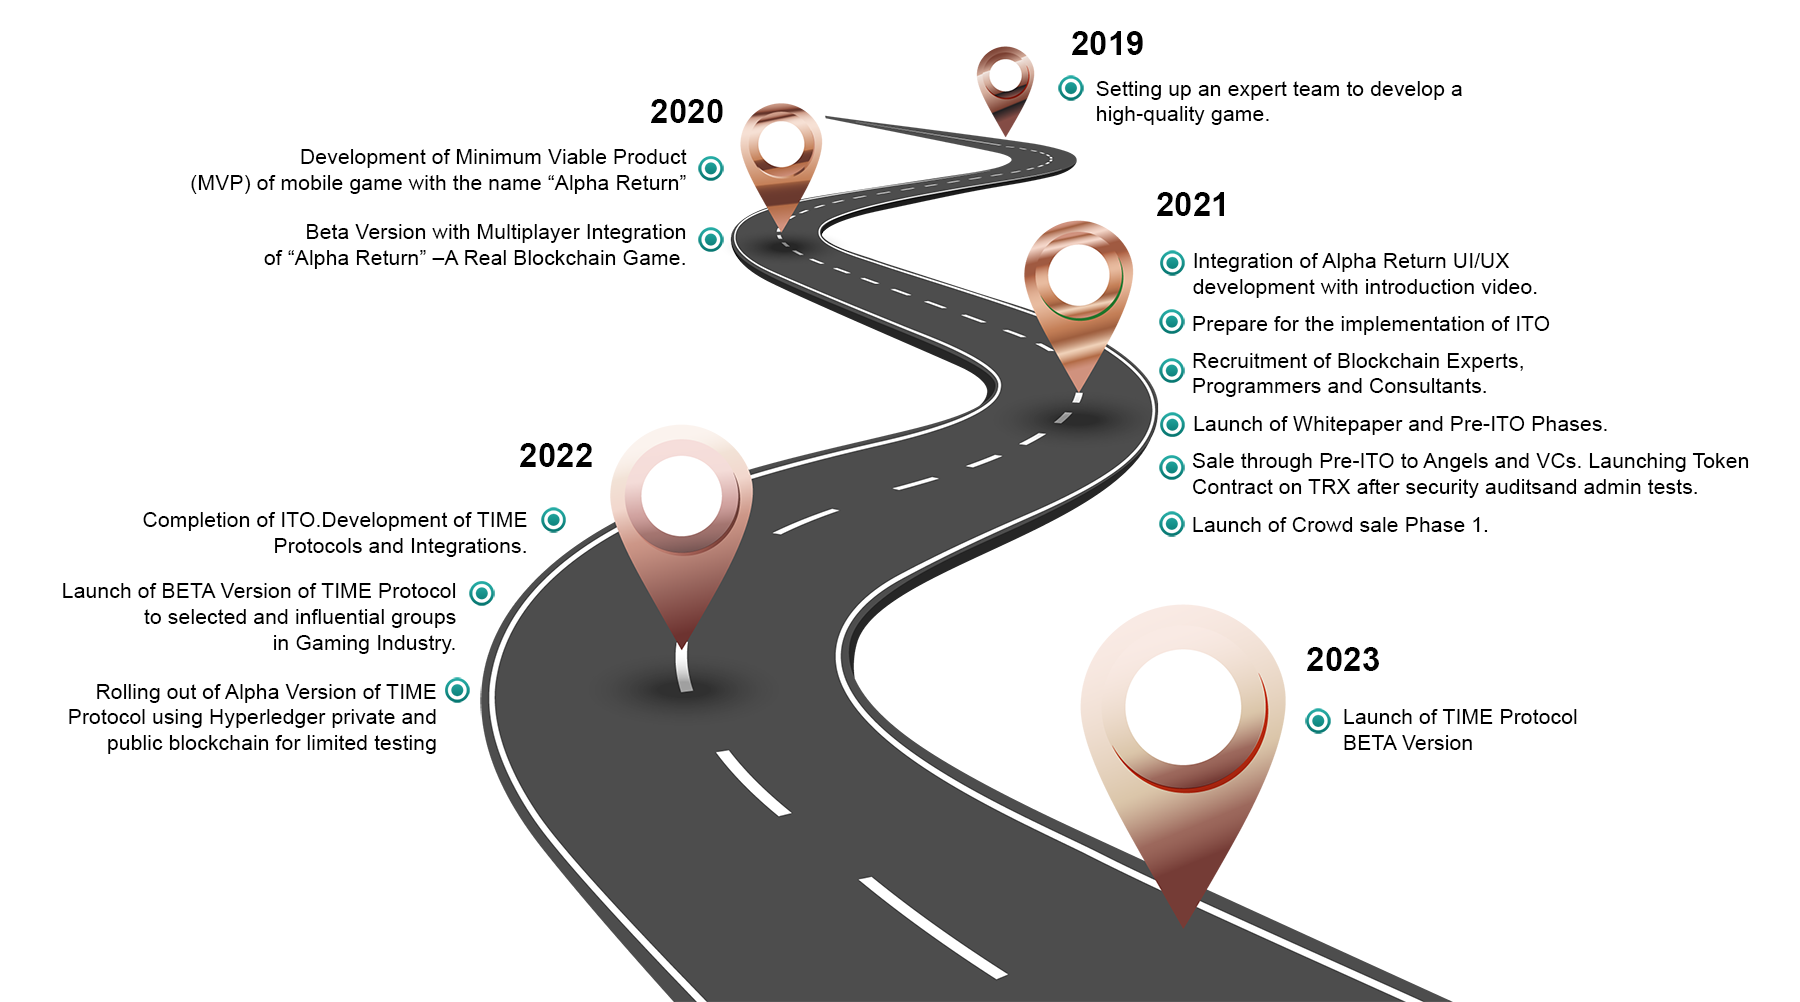 2019
Setting up an expert team to develop a
high-quality game.
2020
Development of Minimum Viable Product
(MVP) of mobile game with the name “Alpha Return”
Beta Version with Multiplayer Integration
of “Alpha Return” –A Real Blockchain Game.
2021
Integration of Alpha Return UI/UX
development with introduction video.
Prepare for the implementation of ITO
Recruitment of Blockchain Experts,
Programmers and Consultants.
Launch of Whitepaper and Pre-ITO Phases.
Sale through Pre-ITO to Angels and VCs. Launching Token
Contract on TRX after security auditsand admin tests.
Launch of Crowd sale Phase 1.
2022
Completion of ITO.Development of TIME
Protocols and Integrations.
Launch of BETA Version of TIME Protocol
to selected and influential groups
in Gaming Industry.
Rolling out of Alpha Version of TIME
Protocol using Hyperledger private and
public blockchain for limited testing
2023
Launch of TIME Protocol
BETA Version